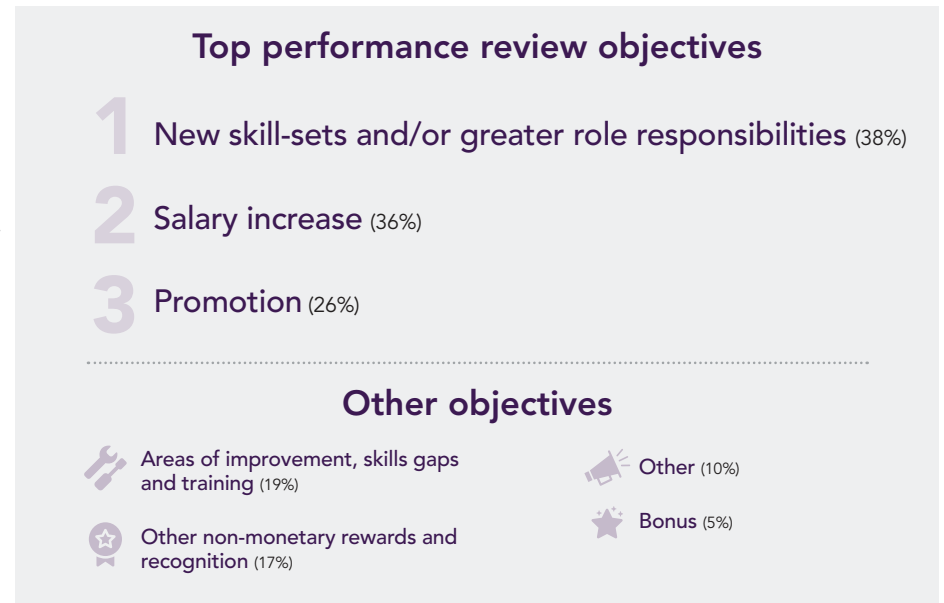 Top performance review objectives
1 New skill-sets and/or greater role responsibilities (38%)
2 Salary increase (36%)
3 Promotion (26%)
Other objectives
Areas of improvement, skills gaps
and training (19%)
Other non-monetary rewards and
recognition (17%)
Other (10%)
Bonus (5%)